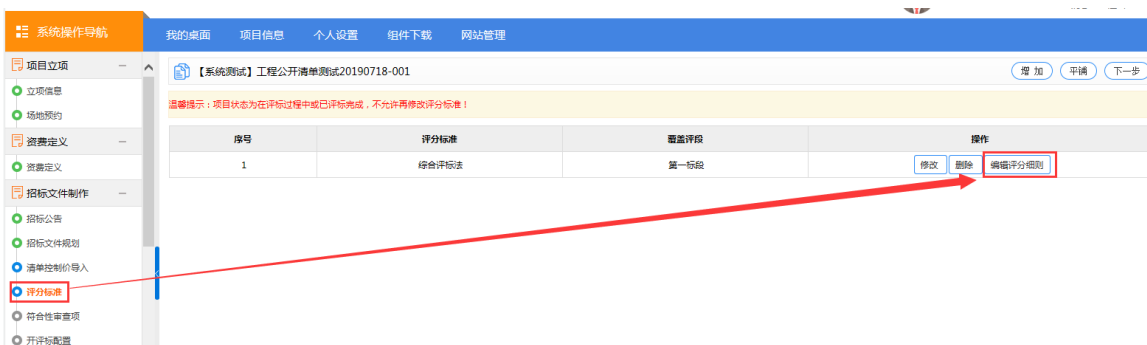 系统操作导航
我的桌面 项目信息 个人设置 组件下载 网站管理
项目立项
立项信息
场地预约
资费定义
资费定义
招标文件制作
招标公告
招标文件规划
清单控制价导入
评分标准
符合性审查项
开评标配置
【系统测试】工程公开清单测试20190718-001
增 加 平铺 下一步
温馨提示：项目状态为在评标过程中或已评标完成，不允许再修改评分标准！
序号 评分标准 覆盖评段 操作
1 综合评标法 第一标段 修改 删除 编辑评分细则